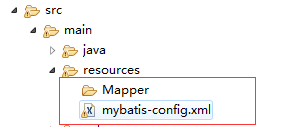 src
main
java
resources
Mapper
mybatis-config.xml